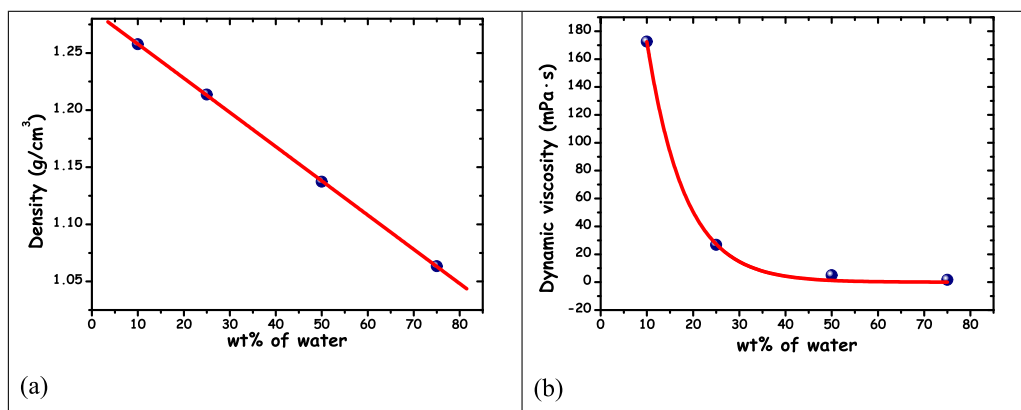 1.25
1.20
1.15
1.10
1.05
Density (g/cm³)
0 10 20 30 40 50 60 70 80
wt% of water
(a)
180
160
140
120
100
80
60
40
20
0
-20
Dynamic viscosity (mPa·s)
0 10 20 30 40 50 60 70 80
wt% of water
(b)